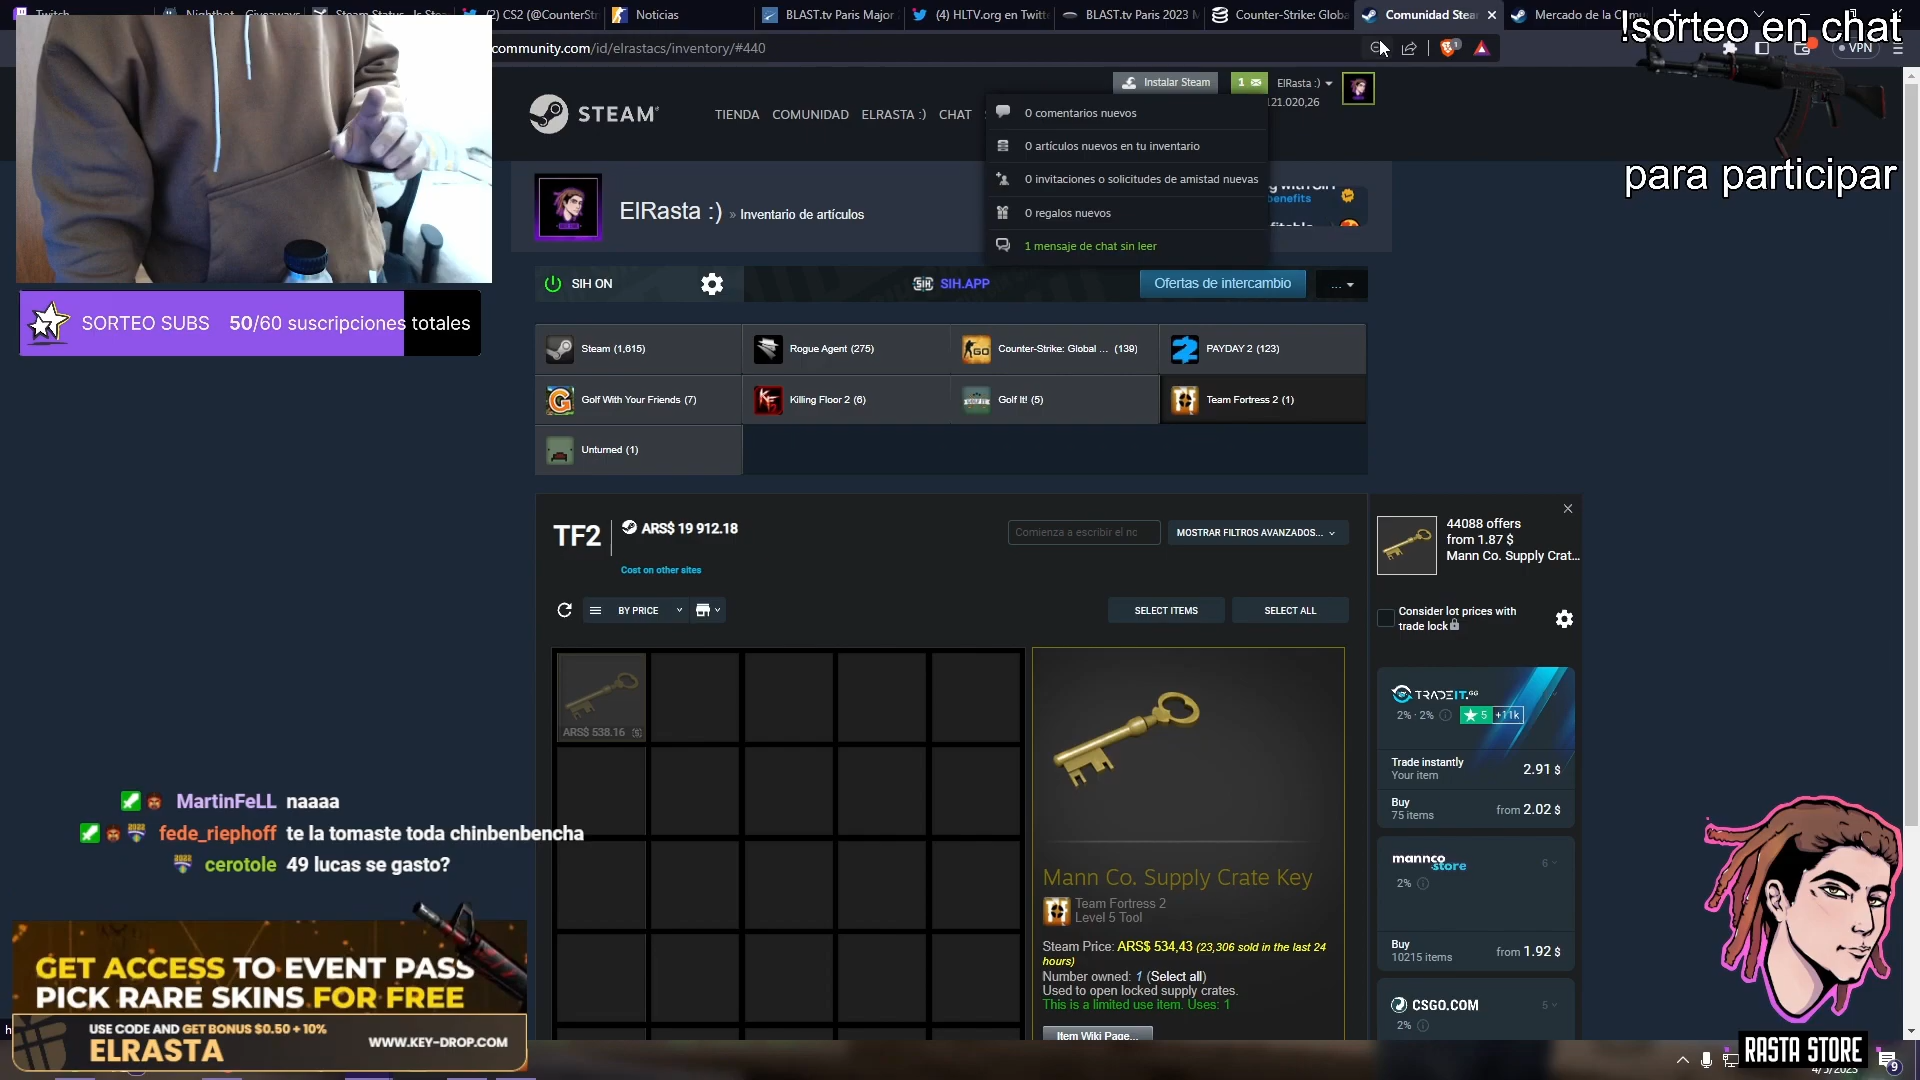 Twitch
Nightbot - Giveaways
Steam Status · Is Ste
(2) CS2 (@CounterStr
Noticias
BLAST.tv Paris Major
(4) HLTV.org en Twitt
BLAST.tv Paris 2023 M
Counter-Strike: Globa
Comunidad Stea
Mercado de la Comu
community.com/id/elrastacs/inventory/#440
VPN
!sorteo en chat
para participar
Instalar Steam
1
ElRasta :)
121.020,26
STEAM
TIENDA COMUNIDAD ELRASTA :) CHAT
0 comentarios nuevos
0 artículos nuevos en tu inventario
0 invitaciones o solicitudes de amistad nuevas
0 regalos nuevos
1 mensaje de chat sin leer
ElRasta :) » Inventario de artículos
benefits
SIH ON
SIH.APP
Ofertas de intercambio
...
SORTEO SUBS 50/60 suscripciones totales
Steam (1,615)
Rogue Agent (275)
Counter-Strike: Global ... (139)
PAYDAY 2 (123)
Golf With Your Friends (7)
Killing Floor 2 (6)
Golf It! (5)
Team Fortress 2 (1)
Unturned (1)
TF2
ARS$ 19 912.18
Cost on other sites
Comienza a escribir el nc
MOSTRAR FILTROS AVANZADOS...
BY PRICE
SELECT ITEMS
SELECT ALL
ARS$ 538.16
Mann Co. Supply Crate Key
Team Fortress 2
Level 5 Tool
Steam Price: ARS$ 534,43 (23,306 sold in the last 24
hours)
Number owned: 1 (Select all)
Used to open locked supply crates.
This is a limited use item. Uses: 1
Item Wiki Page...
44088 offers
from 1.87 $
Mann Co. Supply Crat...
Consider lot prices with
trade lock
TRADEIT.GG
2% · 2%
5 +11k
Trade instantly
Your item
2.91 $
Buy
75 items
from 2.02 $
mannco
store
6
2%
Buy
10215 items
from 1.92 $
CSGO.COM
5
2%
MartinFeLL naaaa
fede_riephoff te la tomaste toda chinbenbencha
cerotole 49 lucas se gasto?
GET ACCESS TO EVENT PASS
PICK RARE SKINS FOR FREE
USE CODE AND GET BONUS $0.50 + 10%
ELRASTA
WWW.KEY-DROP.COM
RASTA STORE
9